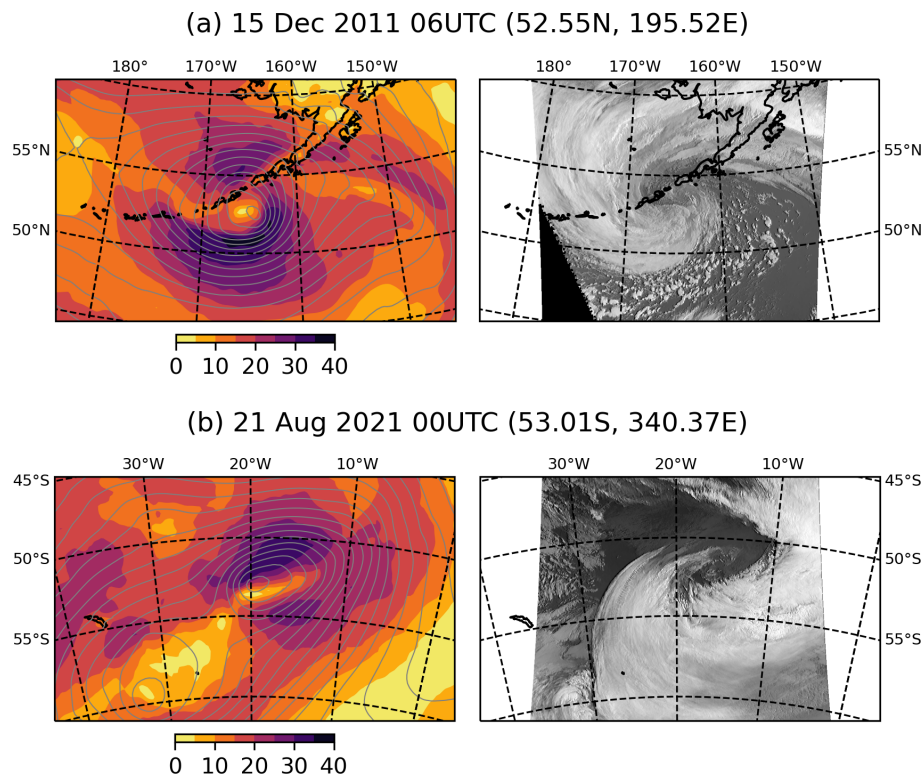 (a) 15 Dec 2011 06UTC (52.55N, 195.52E)
180° 170°W 160°W 150°W 180° 170°W 160°W 150°W
55°N 55°N
50°N 50°N
0 10 20 30 40
(b) 21 Aug 2021 00UTC (53.01S, 340.37E)
30°W 20°W 10°W 30°W 20°W 10°W
45°S 45°S
50°S 50°S
55°S 55°S
0 10 20 30 40